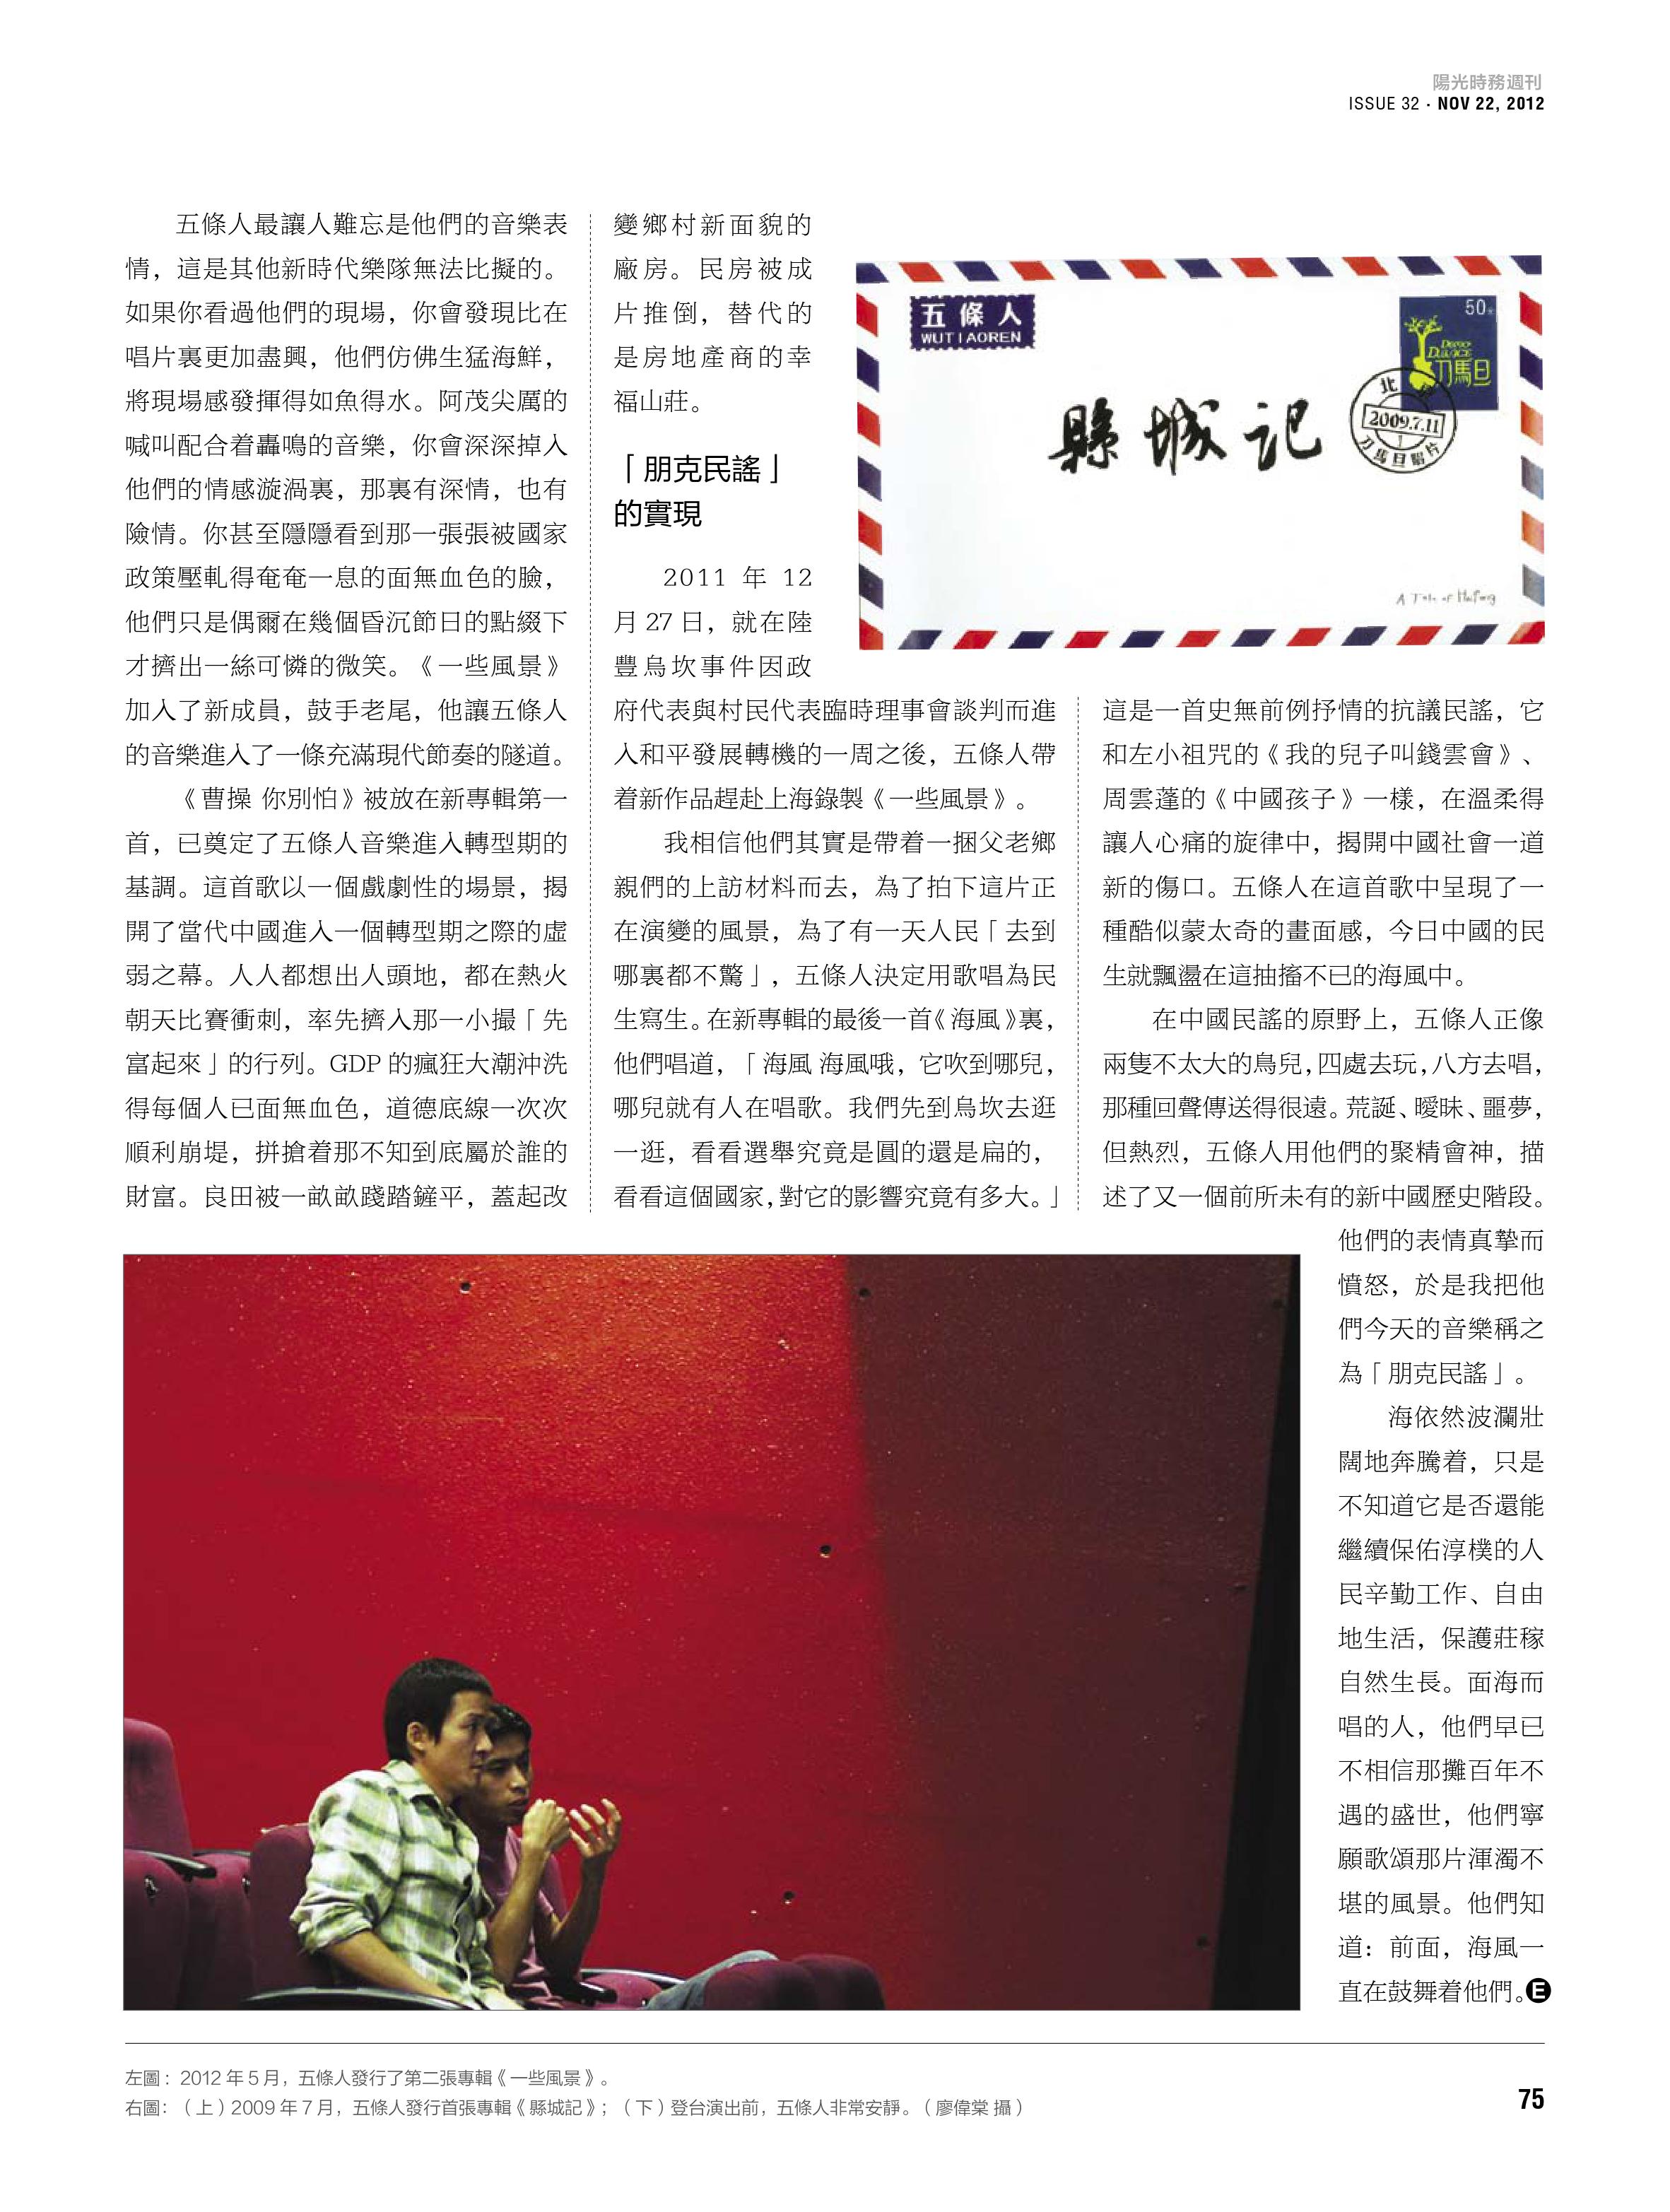 陽光時務週刊
ISSUE 32 · NOV 22, 2012
五條人最讓人難忘是他們的音樂表
情，這是其他新時代樂隊無法比擬的。
如果你看過他們的現場，你會發現比在
唱片裏更加盡興，他們仿佛生猛海鮮，
將現場感發揮得如魚得水。阿茂尖厲的
喊叫配合着轟鳴的音樂，你會深深掉入
他們的情感漩渦裏，那裏有深情，也有
險情。你甚至隱隱看到那一張張被國家
政策壓軋得奄奄一息的面無血色的臉，
他們只是偶爾在幾個昏沉節日的點綴下
才擠出一絲可憐的微笑。《一些風景》
加入了新成員，鼓手老尾，他讓五條人
的音樂進入了一條充滿現代節奏的隧道。
《曹操 你別怕》被放在新專輯第一
首，已奠定了五條人音樂進入轉型期的
基調。這首歌以一個戲劇性的場景，揭
開了當代中國進入一個轉型期之際的虛
弱之幕。人人都想出人頭地，都在熱火
朝天比賽衝刺，率先擠入那一小撮「先
富起來」的行列。GDP 的瘋狂大潮沖洗
得每個人已面無血色，道德底線一次次
順利崩堤，拼搶着那不知到底屬於誰的
財富。良田被一畝畝踐踏鏟平，蓋起改
變鄉村新面貌的
廠房。民房被成
片推倒，替代的
是房地產商的幸
福山莊。
「朋克民謠」
的實現
2011 年 12
月 27 日，就在陸
豐烏坎事件因政
府代表與村民代表臨時理事會談判而進
入和平發展轉機的一周之後，五條人帶
着新作品趕赴上海錄製《一些風景》。
我相信他們其實是帶着一捆父老鄉
親們的上訪材料而去，為了拍下這片正
在演變的風景，為了有一天人民「去到
哪裏都不驚」，五條人決定用歌唱為民
生寫生。在新專輯的最後一首《海風》裏，
他們唱道，「海風 海風哦，它吹到哪兒，
哪兒就有人在唱歌。我們先到烏坎去逛
一逛，看看選舉究竟是圓的還是扁的，
看看這個國家，對它的影響究竟有多大。」
五條人
WUTIAOREN
50
刀馬旦
北
2009.7.11
刀馬旦唱片
縣城記
A Tale of Haifeng
這是一首史無前例抒情的抗議民謠，它
和左小祖咒的《我的兒子叫錢雲會》、
周雲蓬的《中國孩子》一樣，在溫柔得
讓人心痛的旋律中，揭開中國社會一道
新的傷口。五條人在這首歌中呈現了一
種酷似蒙太奇的畫面感，今日中國的民
生就飄盪在這抽搐不已的海風中。
在中國民謠的原野上，五條人正像
兩隻不太大的鳥兒，四處去玩，八方去唱，
那種回聲傳送得很遠。荒誕、曖昧、噩夢，
但熱烈，五條人用他們的聚精會神，描
述了又一個前所未有的新中國歷史階段。
他們的表情真摯而
憤怒，於是我把他
們今天的音樂稱之
為「朋克民謠」。
海依然波瀾壯
闊地奔騰着，只是
不知道它是否還能
繼續保佑淳樸的人
民辛勤工作、自由
地生活，保護莊稼
自然生長。面海而
唱的人，他們早已
不相信那攤百年不
遇的盛世，他們寧
願歌頌那片渾濁不
堪的風景。他們知
道：前面，海風一
直在鼓舞着他們。E
左圖：2012 年 5 月，五條人發行了第二張專輯《一些風景》。
右圖：（上）2009 年 7 月，五條人發行首張專輯《縣城記》；（下）登台演出前，五條人非常安靜。（廖偉棠 攝）
75